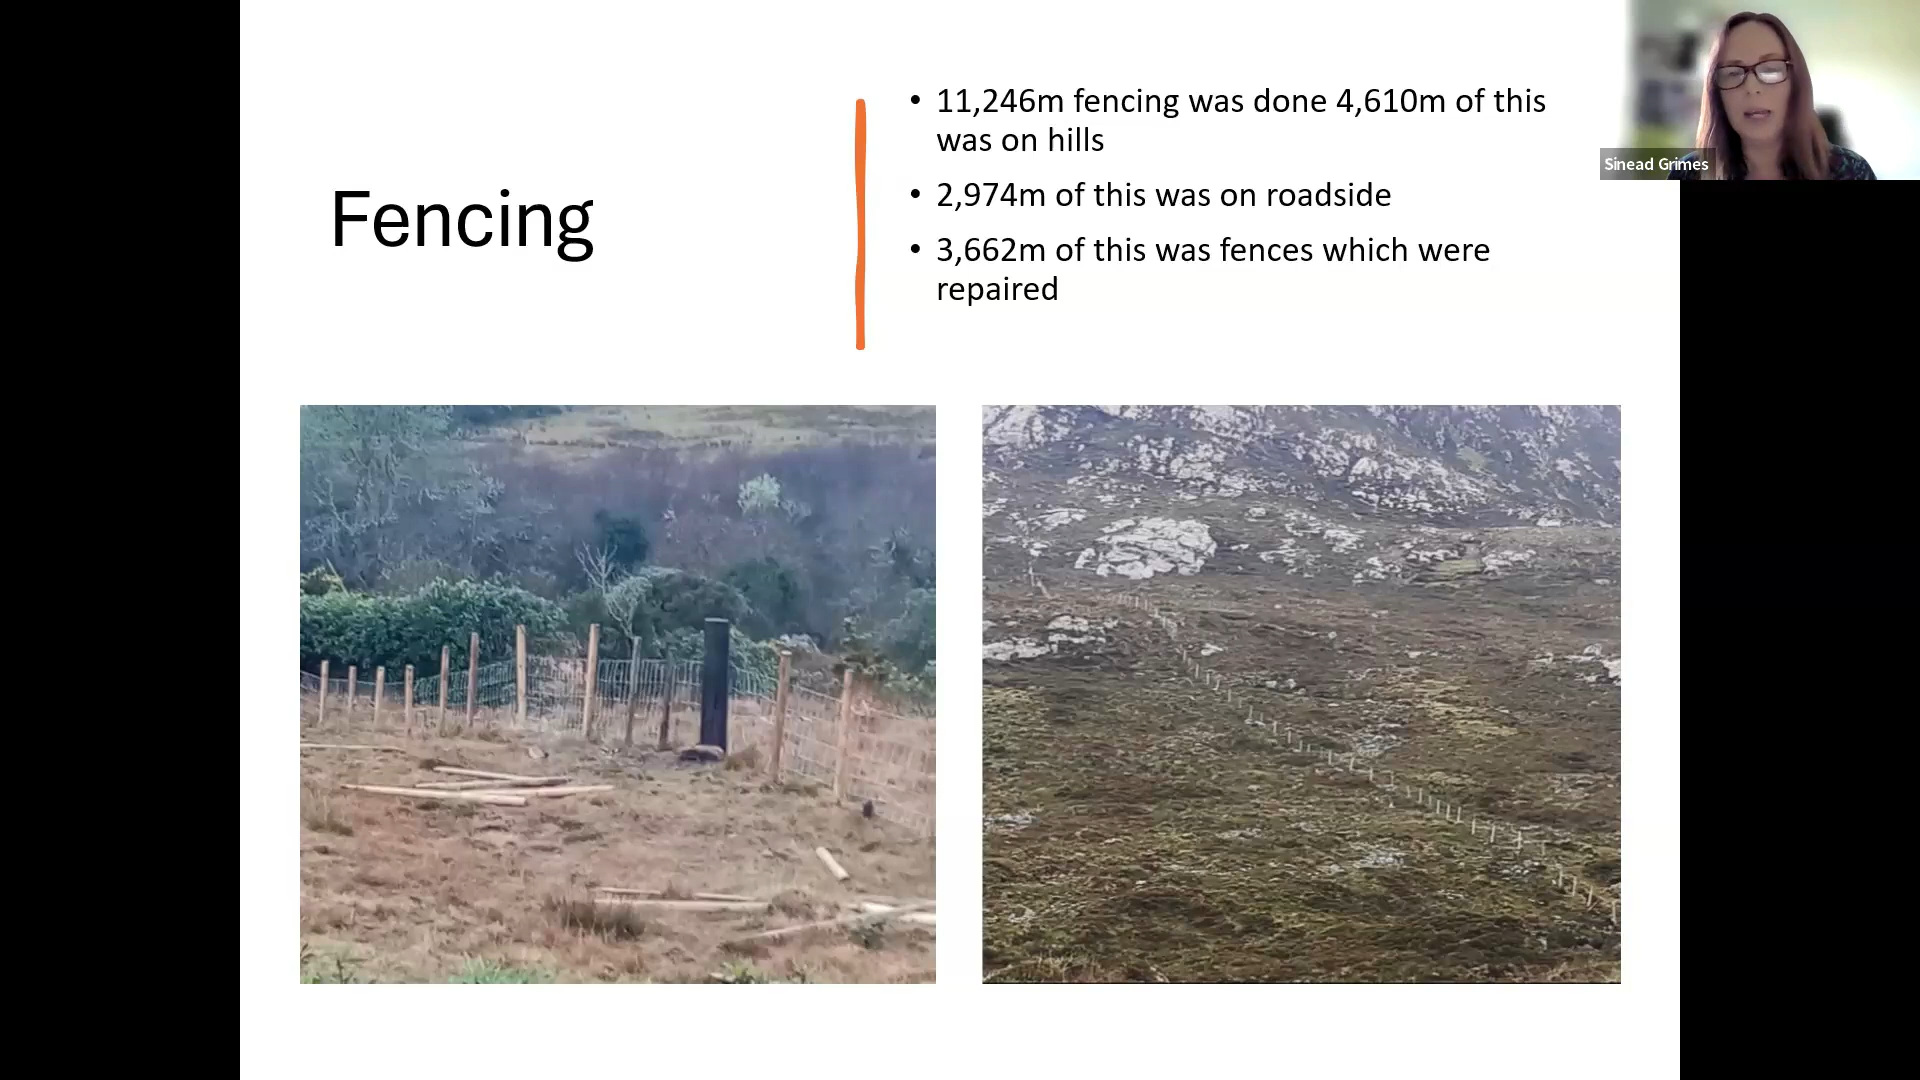 Fencing
• 11,246m fencing was done 4,610m of this
was on hills
• 2,974m of this was on roadside
• 3,662m of this was fences which were
repaired
Sinead Grimes